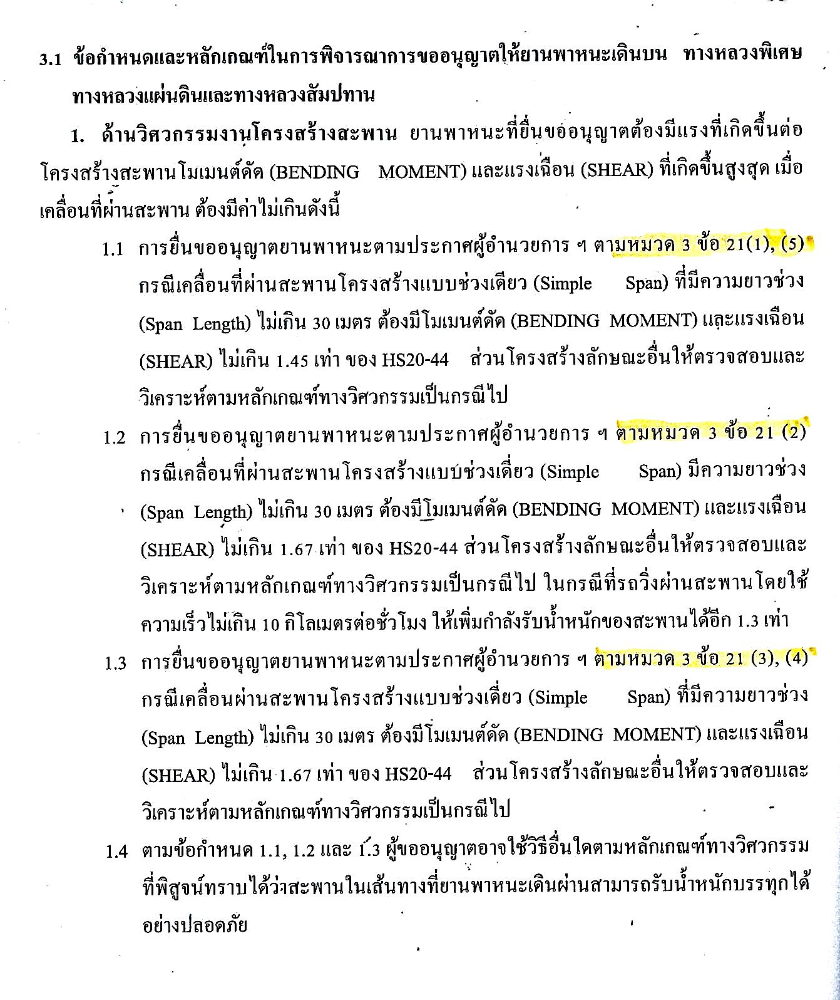 3.1 ข้อกำหนดและหลักเกณฑ์ในการพิจารณาการขออนุญาตให้ยานพาหนะเดินบน ทางหลวงพิเศษ
ทางหลวงแผ่นดินและทางหลวงสัมปทาน
1. ด้านวิศวกรรมงานโครงสร้างสะพาน ยานพาหนะที่ยื่นขออนุญาตต้องมีแรงที่เกิดขึ้นต่อ
โครงสร้างสะพานโมเมนต์ดัด (BENDING MOMENT) และแรงเฉือน (SHEAR) ที่เกิดขึ้นสูงสุด เมื่อ
เคลื่อนที่ผ่านสะพาน ต้องมีค่าไม่เกินดังนี้
1.1 การยื่นขออนุญาตยานพาหนะตามประกาศผู้อำนวยการ ฯ ตามหมวด 3 ข้อ 21(1), (5)
กรณีเคลื่อนที่ผ่านสะพานโครงสร้างแบบช่วงเดียว (Simple Span) ที่มีความยาวช่วง
(Span Length) ไม่เกิน 30 เมตร ต้องมีโมเมนต์ดัด (BENDING MOMENT) และแรงเฉือน
(SHEAR) ไม่เกิน 1.45 เท่า ของ HS20-44 ส่วนโครงสร้างลักษณะอื่นให้ตรวจสอบและ
วิเคราะห์ตามหลักเกณฑ์ทางวิศวกรรมเป็นกรณีไป
1.2 การยื่นขออนุญาตยานพาหนะตามประกาศผู้อำนวยการ ฯ ตามหมวด 3 ข้อ 21 (2)
กรณีเคลื่อนที่ผ่านสะพานโครงสร้างแบบช่วงเดี่ยว (Simple Span) มีความยาวช่วง
(Span Length) ไม่เกิน 30 เมตร ต้องมีโมเมนต์ดัด (BENDING MOMENT) และแรงเฉือน
(SHEAR) ไม่เกิน 1.67 เท่า ของ HS20-44 ส่วนโครงสร้างลักษณะอื่นให้ตรวจสอบและ
วิเคราะห์ตามหลักเกณฑ์ทางวิศวกรรมเป็นกรณีไป ในกรณีที่รถวิ่งผ่านสะพานโดยใช้
ความเร็วไม่เกิน 10 กิโลเมตรต่อชั่วโมง ให้เพิ่มกำลังรับน้ำหนักของสะพานได้อีก 1.3 เท่า
1.3 การยื่นขออนุญาตยานพาหนะตามประกาศผู้อำนวยการ ฯ ตามหมวด 3 ข้อ 21 (3), (4)
กรณีเคลื่อนผ่านสะพานโครงสร้างแบบช่วงเดี่ยว (Simple Span) ที่มีความยาวช่วง
(Span Length) ไม่เกิน 30 เมตร ต้องมีโมเมนต์ดัด (BENDING MOMENT) และแรงเฉือน
(SHEAR) ไม่เกิน 1.67 เท่า ของ HS20-44 ส่วนโครงสร้างลักษณะอื่นให้ตรวจสอบและ
วิเคราะห์ตามหลักเกณฑ์ทางวิศวกรรมเป็นกรณีไป
1.4 ตามข้อกำหนด 1.1, 1.2 และ 1.3 ผู้ขออนุญาตอาจใช้วิธีอื่นใดตามหลักเกณฑ์ทางวิศวกรรม
ที่พิสูจน์ทราบได้ว่าสะพานในเส้นทางที่ยานพาหนะเดินผ่านสามารถรับน้ำหนักบรรทุกได้
อย่างปลอดภัย